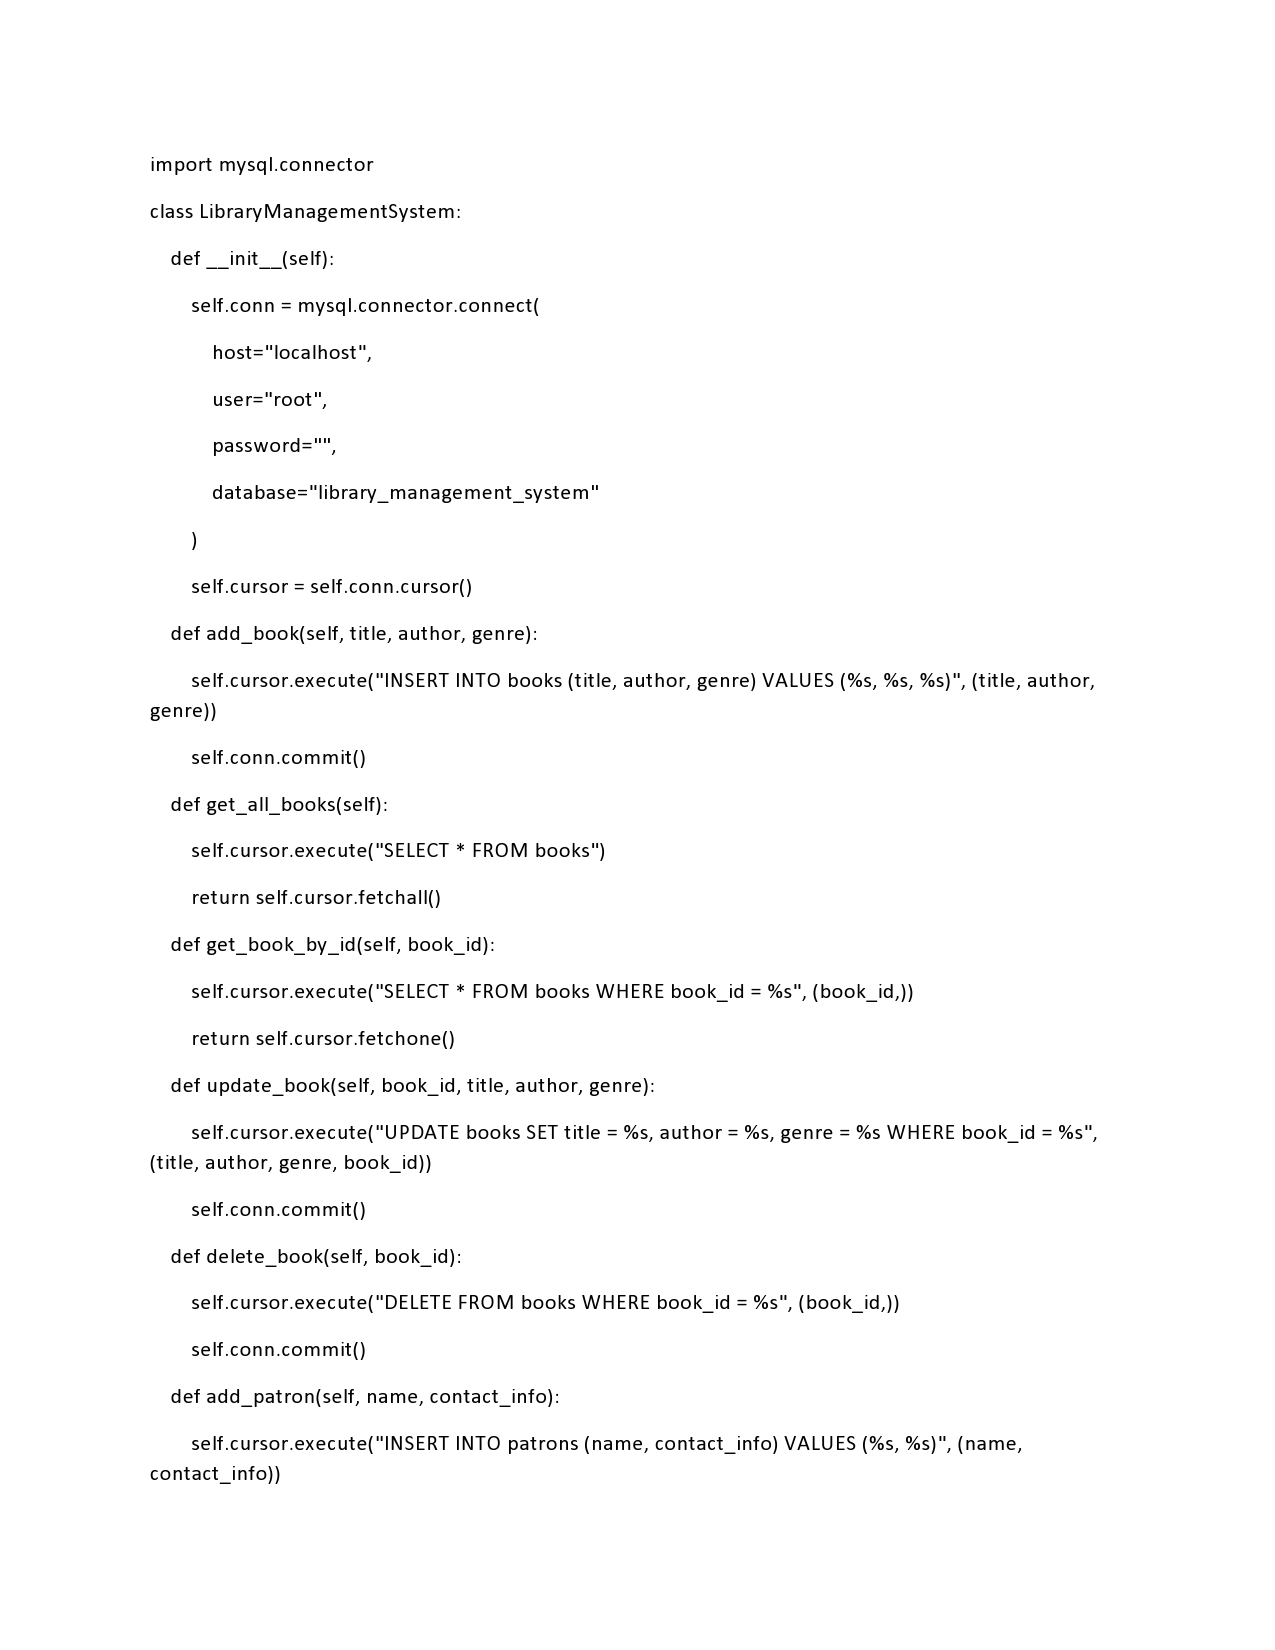 import mysql.connector
class LibraryManagementSystem:
    def __init__(self):
        self.conn = mysql.connector.connect(
            host="localhost",
            user="root",
            password="",
            database="library_management_system"
        )
        self.cursor = self.conn.cursor()
    def add_book(self, title, author, genre):
        self.cursor.execute("INSERT INTO books (title, author, genre) VALUES (%s, %s, %s)", (title, author,
genre))
        self.conn.commit()
    def get_all_books(self):
        self.cursor.execute("SELECT * FROM books")
        return self.cursor.fetchall()
    def get_book_by_id(self, book_id):
        self.cursor.execute("SELECT * FROM books WHERE book_id = %s", (book_id,))
        return self.cursor.fetchone()
    def update_book(self, book_id, title, author, genre):
        self.cursor.execute("UPDATE books SET title = %s, author = %s, genre = %s WHERE book_id = %s",
(title, author, genre, book_id))
        self.conn.commit()
    def delete_book(self, book_id):
        self.cursor.execute("DELETE FROM books WHERE book_id = %s", (book_id,))
        self.conn.commit()
    def add_patron(self, name, contact_info):
        self.cursor.execute("INSERT INTO patrons (name, contact_info) VALUES (%s, %s)", (name,
contact_info))